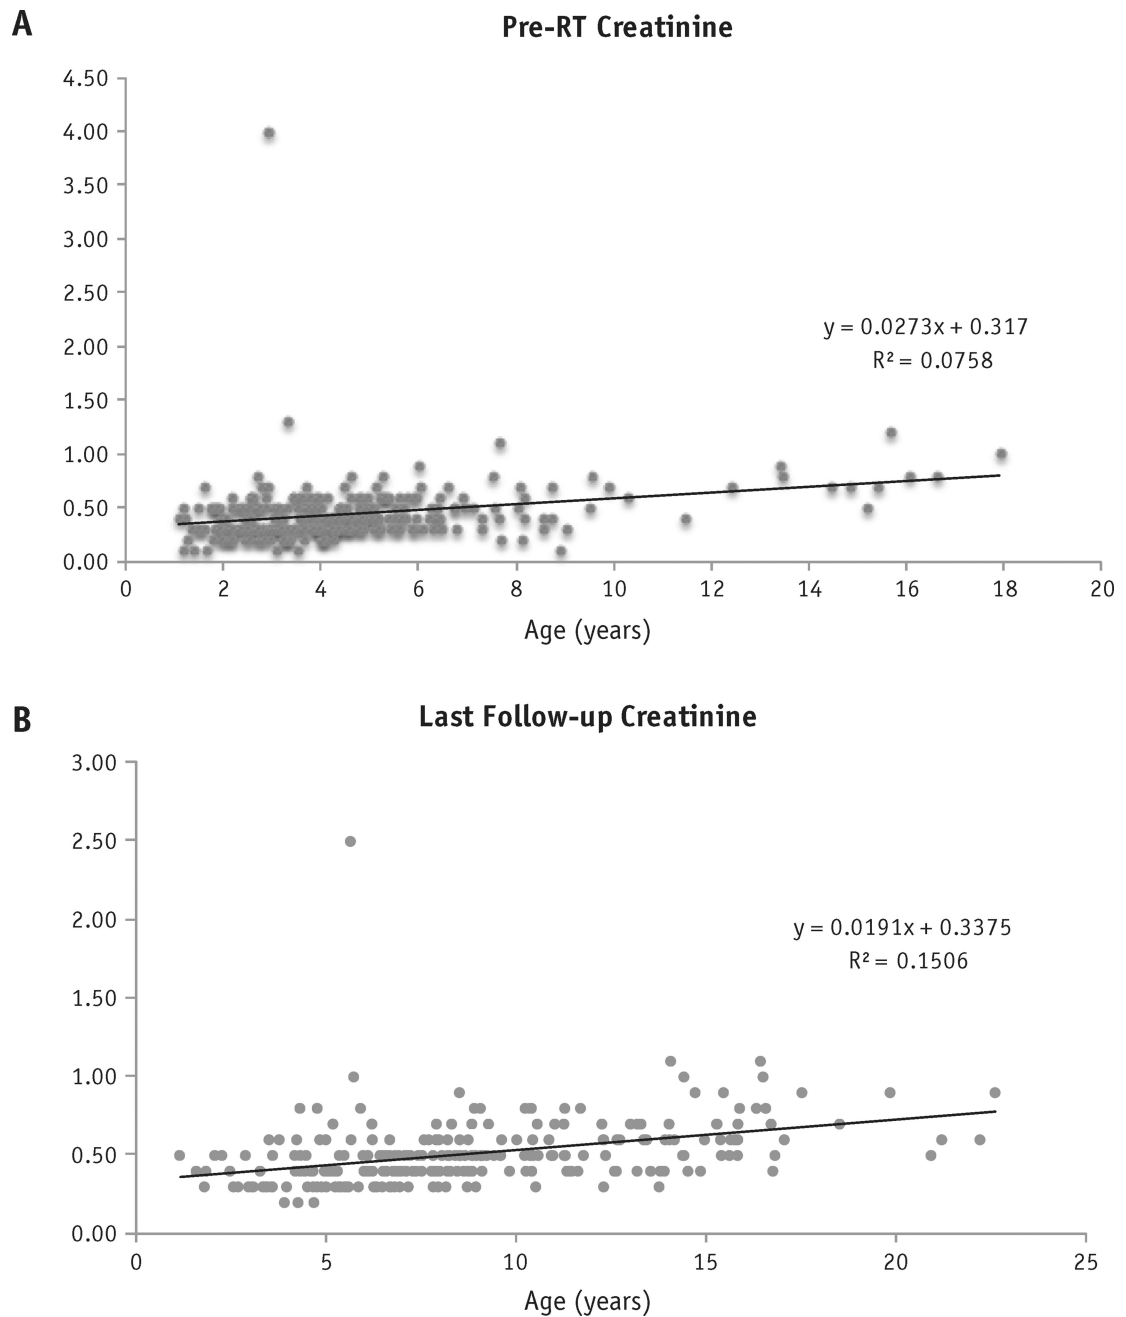 A
Pre-RT Creatinine
4.50
4.00
3.50
3.00
2.50
2.00
1.50
1.00
0.50
0.00
y = 0.0273x + 0.317
R² = 0.0758
0 2 4 6 8 10 12 14 16 18 20
Age (years)
B
Last Follow-up Creatinine
3.00
2.50
2.00
1.50
1.00
0.50
0.00
y = 0.0191x + 0.3375
R² = 0.1506
0 5 10 15 20 25
Age (years)